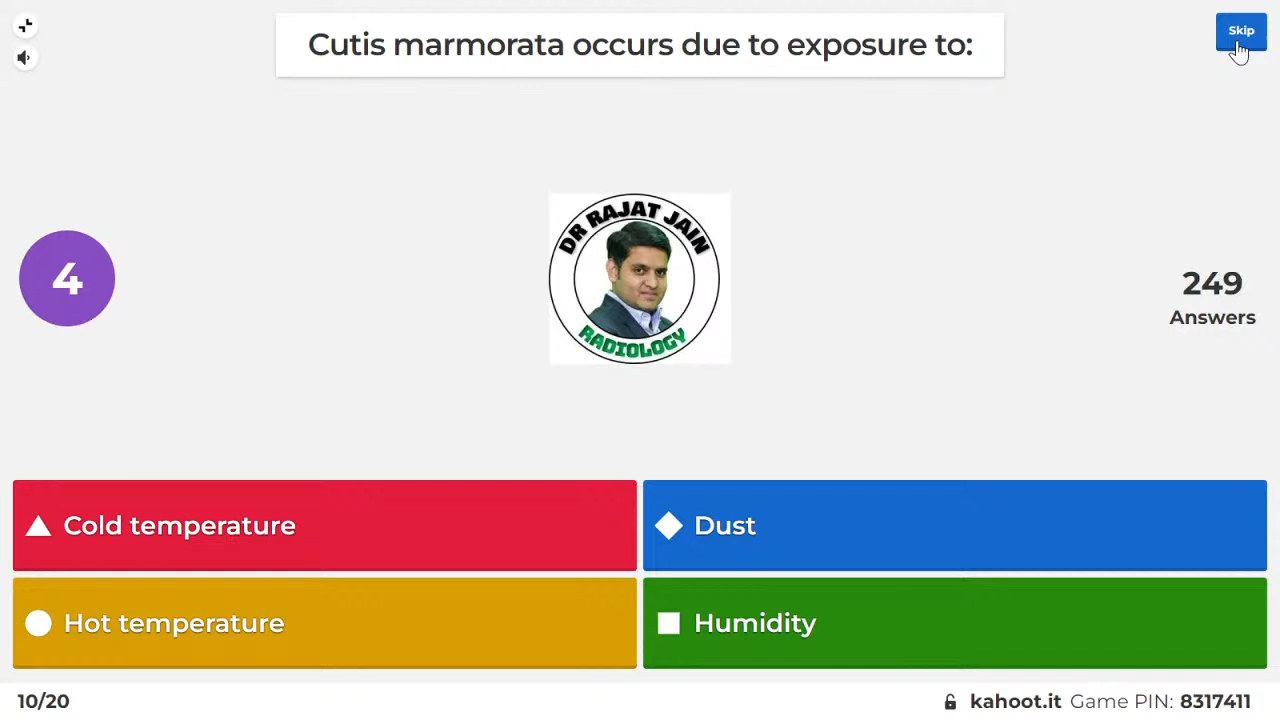 Cutis marmorata occurs due to exposure to:
Skip
DR RAJAT JAIN
RADIOLOGY
4
249
Answers
Cold temperature
Dust
Hot temperature
Humidity
10/20
kahoot.it Game PIN: 8317411